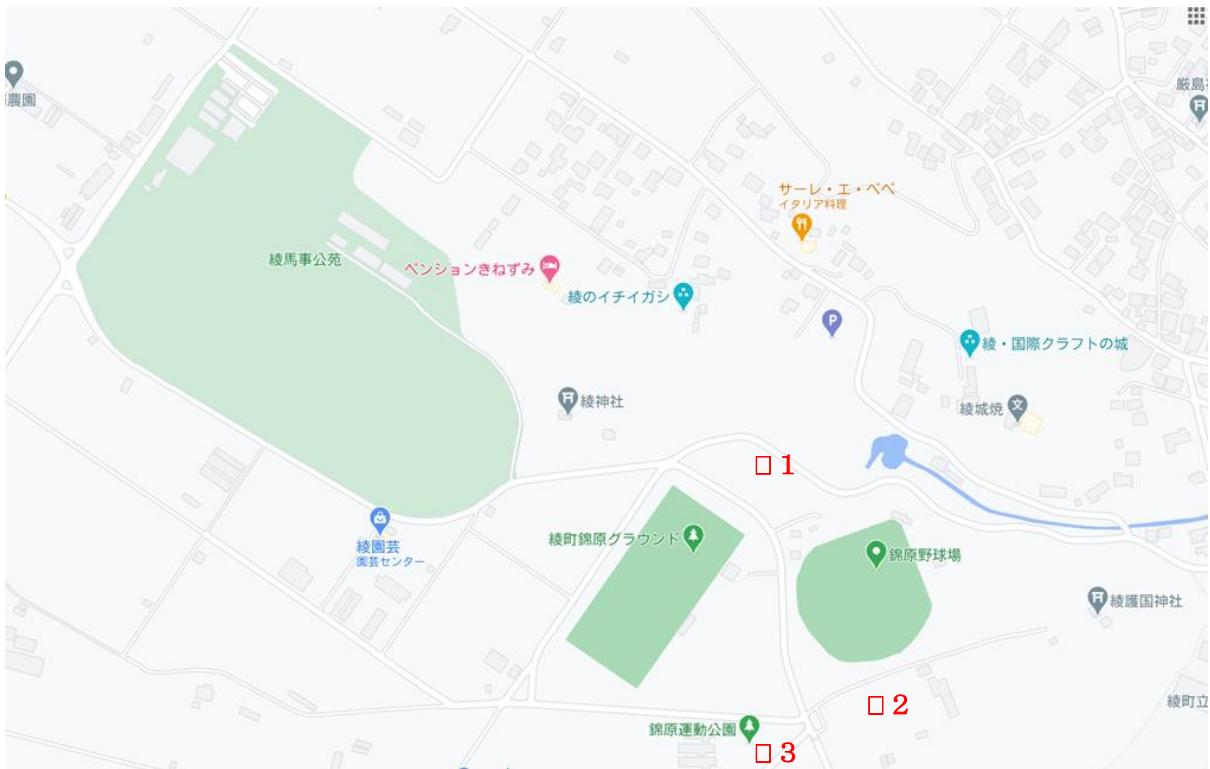 農園
厳島
サーレ・エ・ペペ
イタリア料理
綾馬事公苑
ペンションきねずみ
綾のイチイガシ
P
綾・国際クラフトの城
綾神社
綾城焼
文
□ 1
綾町錦原グラウンド
綾園芸
園芸センター
錦原野球場
綾護国神社
□ 2
綾町立
錦原運動公園
□ 3